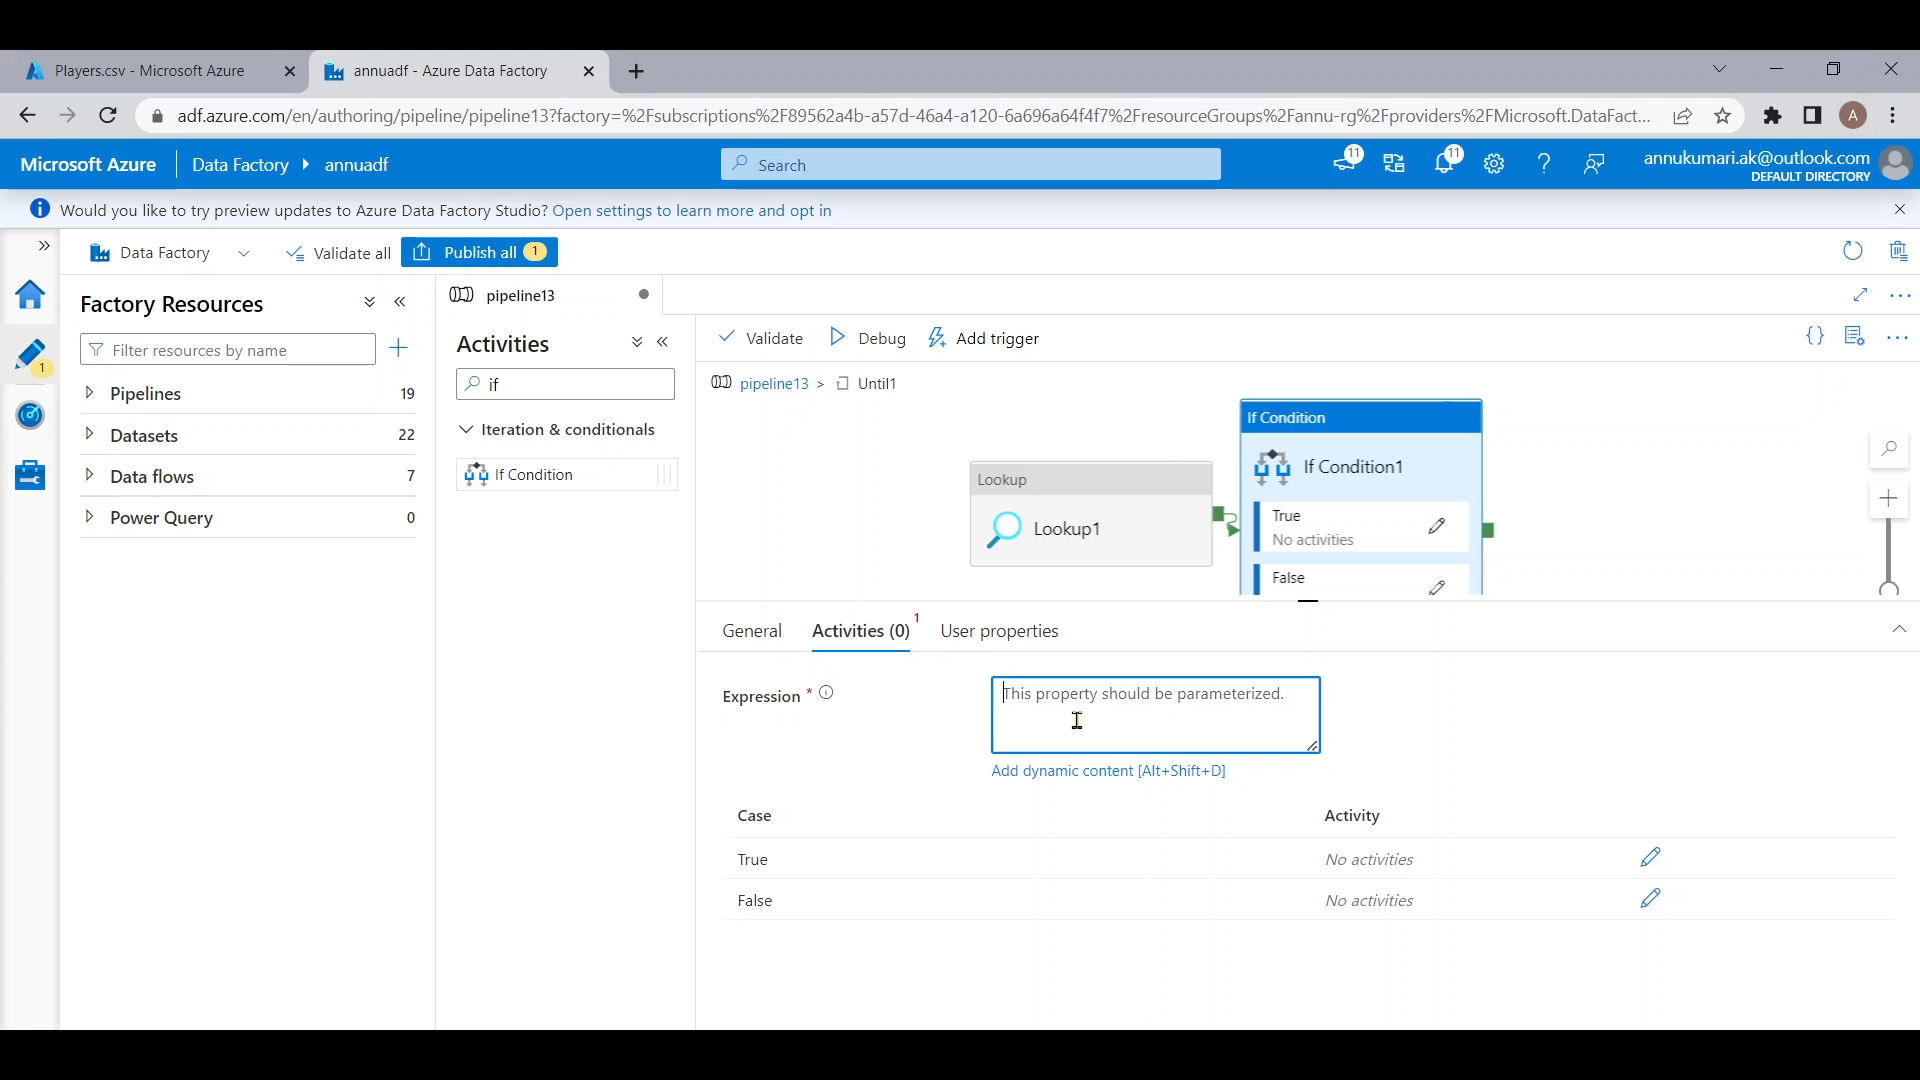 Players.csv - Microsoft Azure
annuadf - Azure Data Factory
adf.azure.com/en/authoring/pipeline/pipeline13?factory=%2Fsubscriptions%2F89562a4b-a57d-46a4-a120-6a696a64f4f7%2FresourceGroups%2Fannu-rg%2Fproviders%2FMicrosoft.DataFact...
A
Microsoft Azure
Data Factory
annuadf
Search
11
11
annukumari.ak@outlook.com
DEFAULT DIRECTORY
Would you like to try preview updates to Azure Data Factory Studio? Open settings to learn more and opt in
Data Factory
Validate all
Publish all 1
Factory Resources
Filter resources by name
1
Pipelines 19
Datasets 22
Data flows 7
Power Query 0
pipeline13
Activities
if
Iteration & conditionals
If Condition
Validate
Debug
Add trigger
pipeline13 > Until1
Lookup
Lookup1
If Condition
If Condition1
True
No activities
False
General
Activities (0) 1
User properties
Expression *
This property should be parameterized.
Add dynamic content [Alt+Shift+D]
Case Activity
True No activities
False No activities